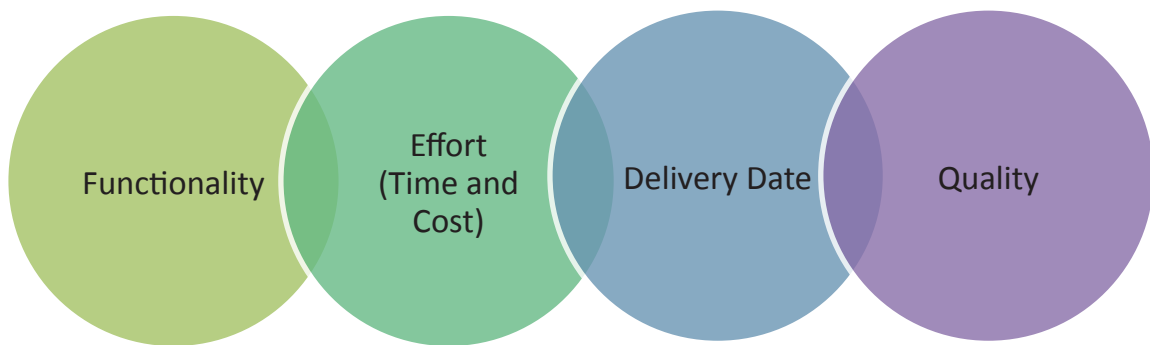 Functionality
Effort
(Time and
Cost)
Delivery Date
Quality